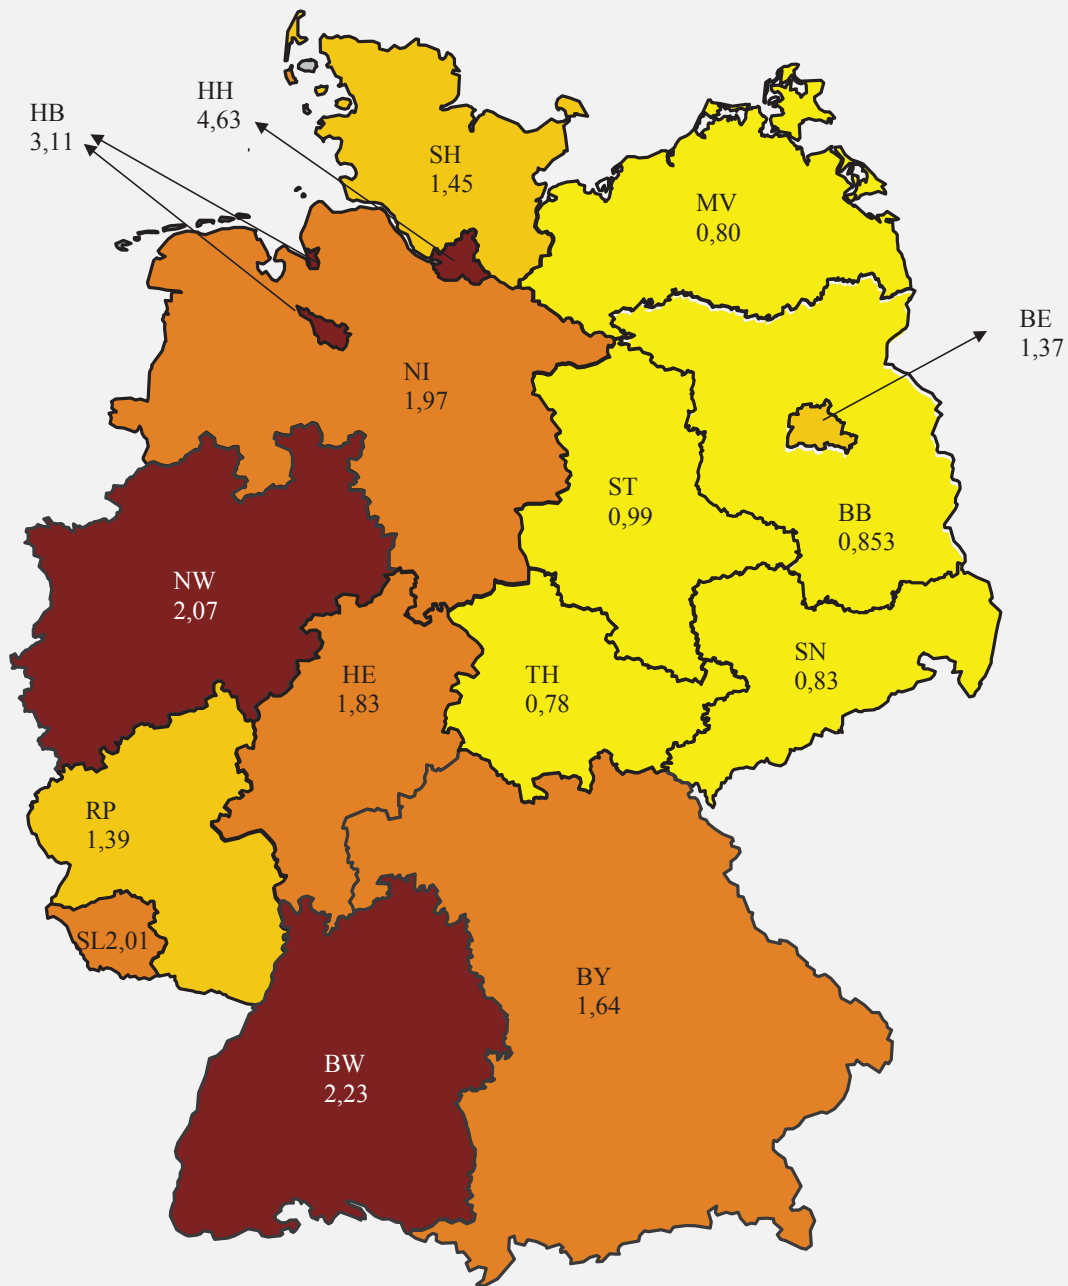 HH
4,63
HB
3,11
SH
1,45
MV
0,80
BE
1,37
NI
1,97
ST
0,99
BB
0,853
NW
2,07
HE
1,83
TH
0,78
SN
0,83
RP
1,39
SL2,01
BY
1,64
BW
2,23